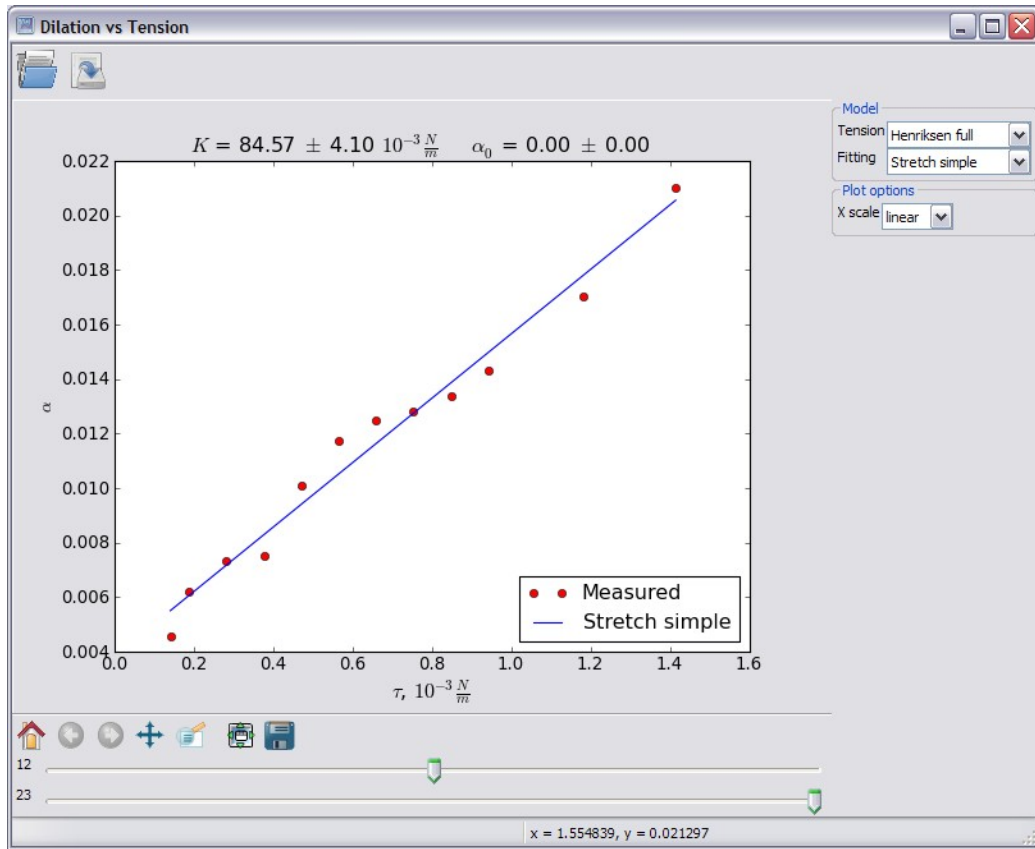 Dilation vs Tension
Model
Tension Henriksen full
Fitting Stretch simple
Plot options
X scale linear
K = 84.57 ± 4.10 10⁻³ N/m α₀ = 0.00 ± 0.00
0.022
0.020
0.018
0.016
0.014
0.012
0.010
0.008
0.006
0.004
α
Measured
Stretch simple
0.0 0.2 0.4 0.6 0.8 1.0 1.2 1.4 1.6
τ, 10⁻³ N/m
12
23
x = 1.554839, y = 0.021297